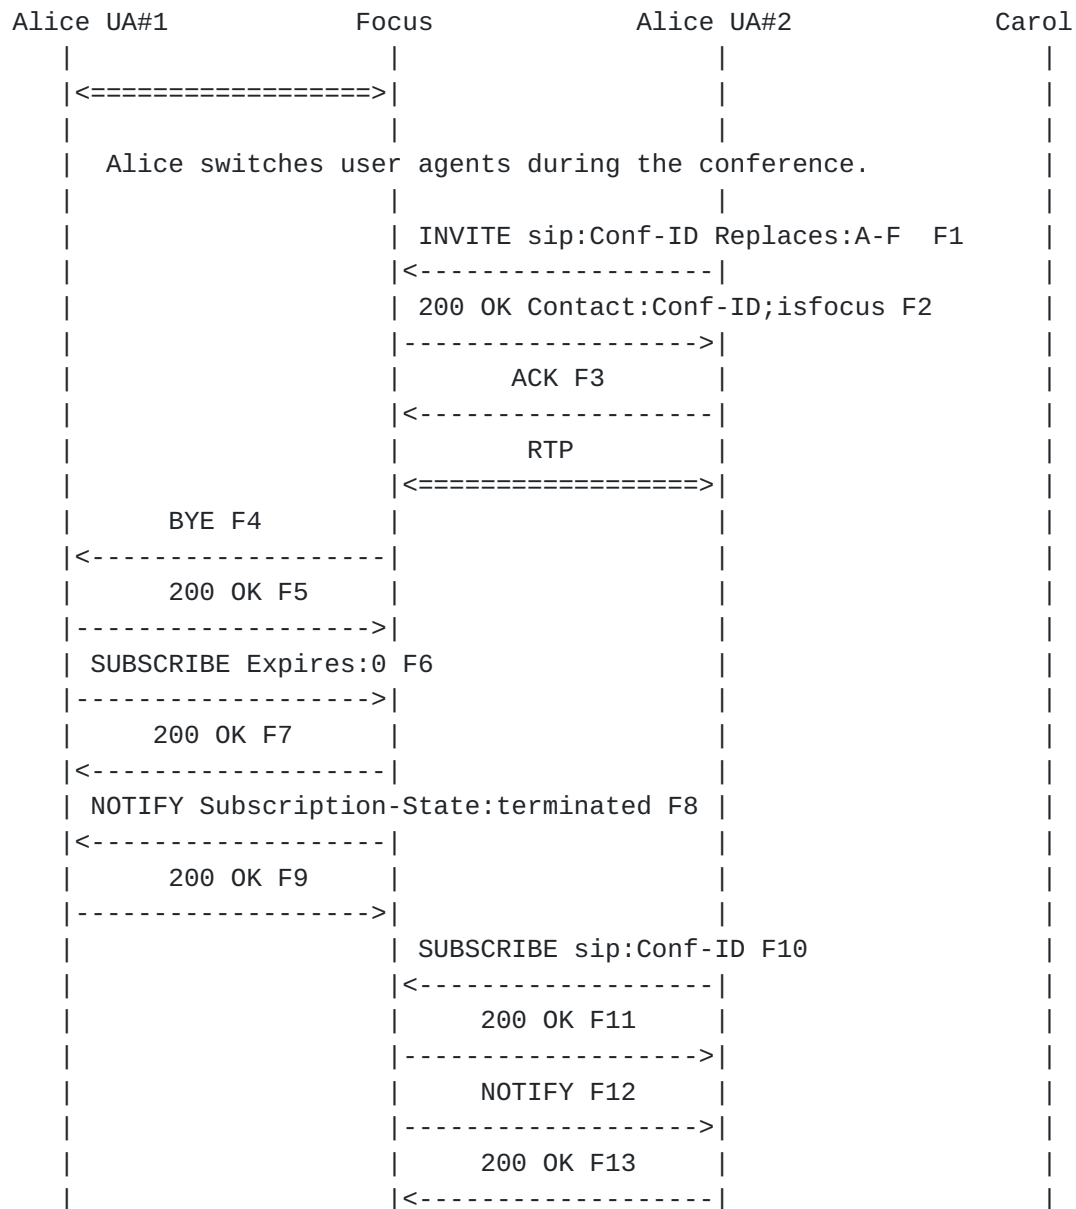 Alice UA#1            Focus             Alice UA#2             Carol
   |                    |                    |                    |
   |<==================>|                    |                    |
   |                    |                    |                    |
   |  Alice switches user agents during the conference.           |
   |                    |                    |                    |
   |                    | INVITE sip:Conf-ID Replaces:A-F  F1     |
   |                    |<-------------------|                    |
   |                    | 200 OK Contact:Conf-ID;isfocus F2       |
   |                    |------------------->|                    |
   |                    |       ACK F3       |                    |
   |                    |<-------------------|                    |
   |                    |        RTP         |                    |
   |                    |<==================>|                    |
   |      BYE F4        |                    |                    |
   |<-------------------|                    |                    |
   |      200 OK F5     |                    |                    |
   |------------------->|                    |                    |
   | SUBSCRIBE Expires:0 F6                  |                    |
   |------------------->|                    |                    |
   |     200 OK F7      |                    |                    |
   |<-------------------|                    |                    |
   | NOTIFY Subscription-State:terminated F8 |                    |
   |<-------------------|                    |                    |
   |      200 OK F9     |                    |                    |
   |------------------->|                    |                    |
   |                    | SUBSCRIBE sip:Conf-ID F10               |
   |                    |<-------------------|                    |
   |                    |     200 OK F11     |                    |
   |                    |------------------->|                    |
   |                    |     NOTIFY F12     |                    |
   |                    |------------------->|                    |
   |                    |     200 OK F13     |                    |
   |                    |<-------------------|                    |